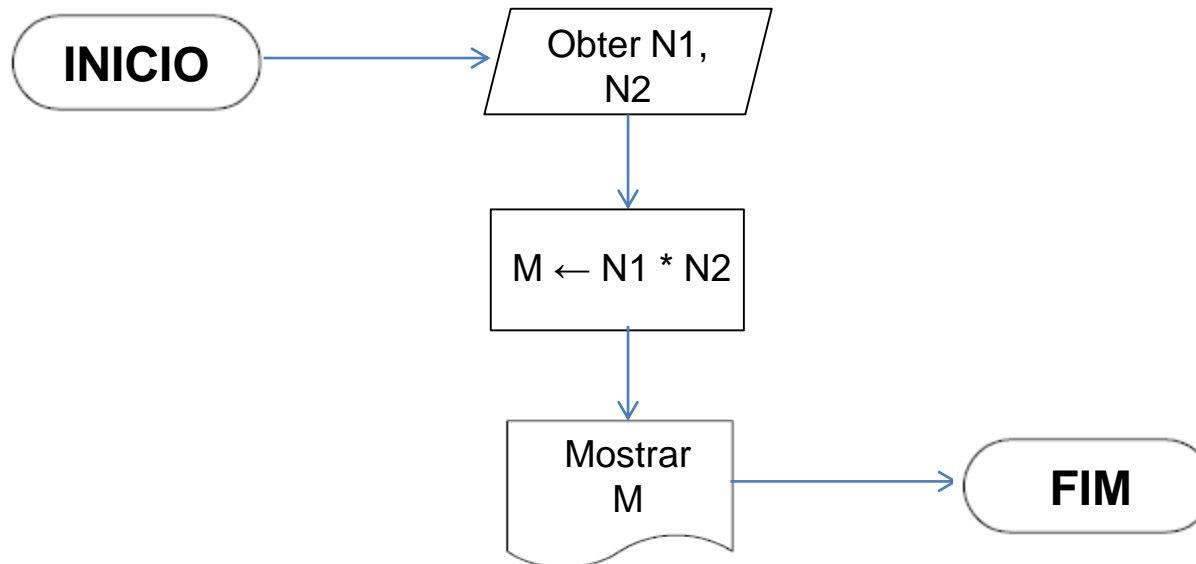 INICIO
Obter N1,
N2
M ← N1 * N2
Mostrar
M
FIM